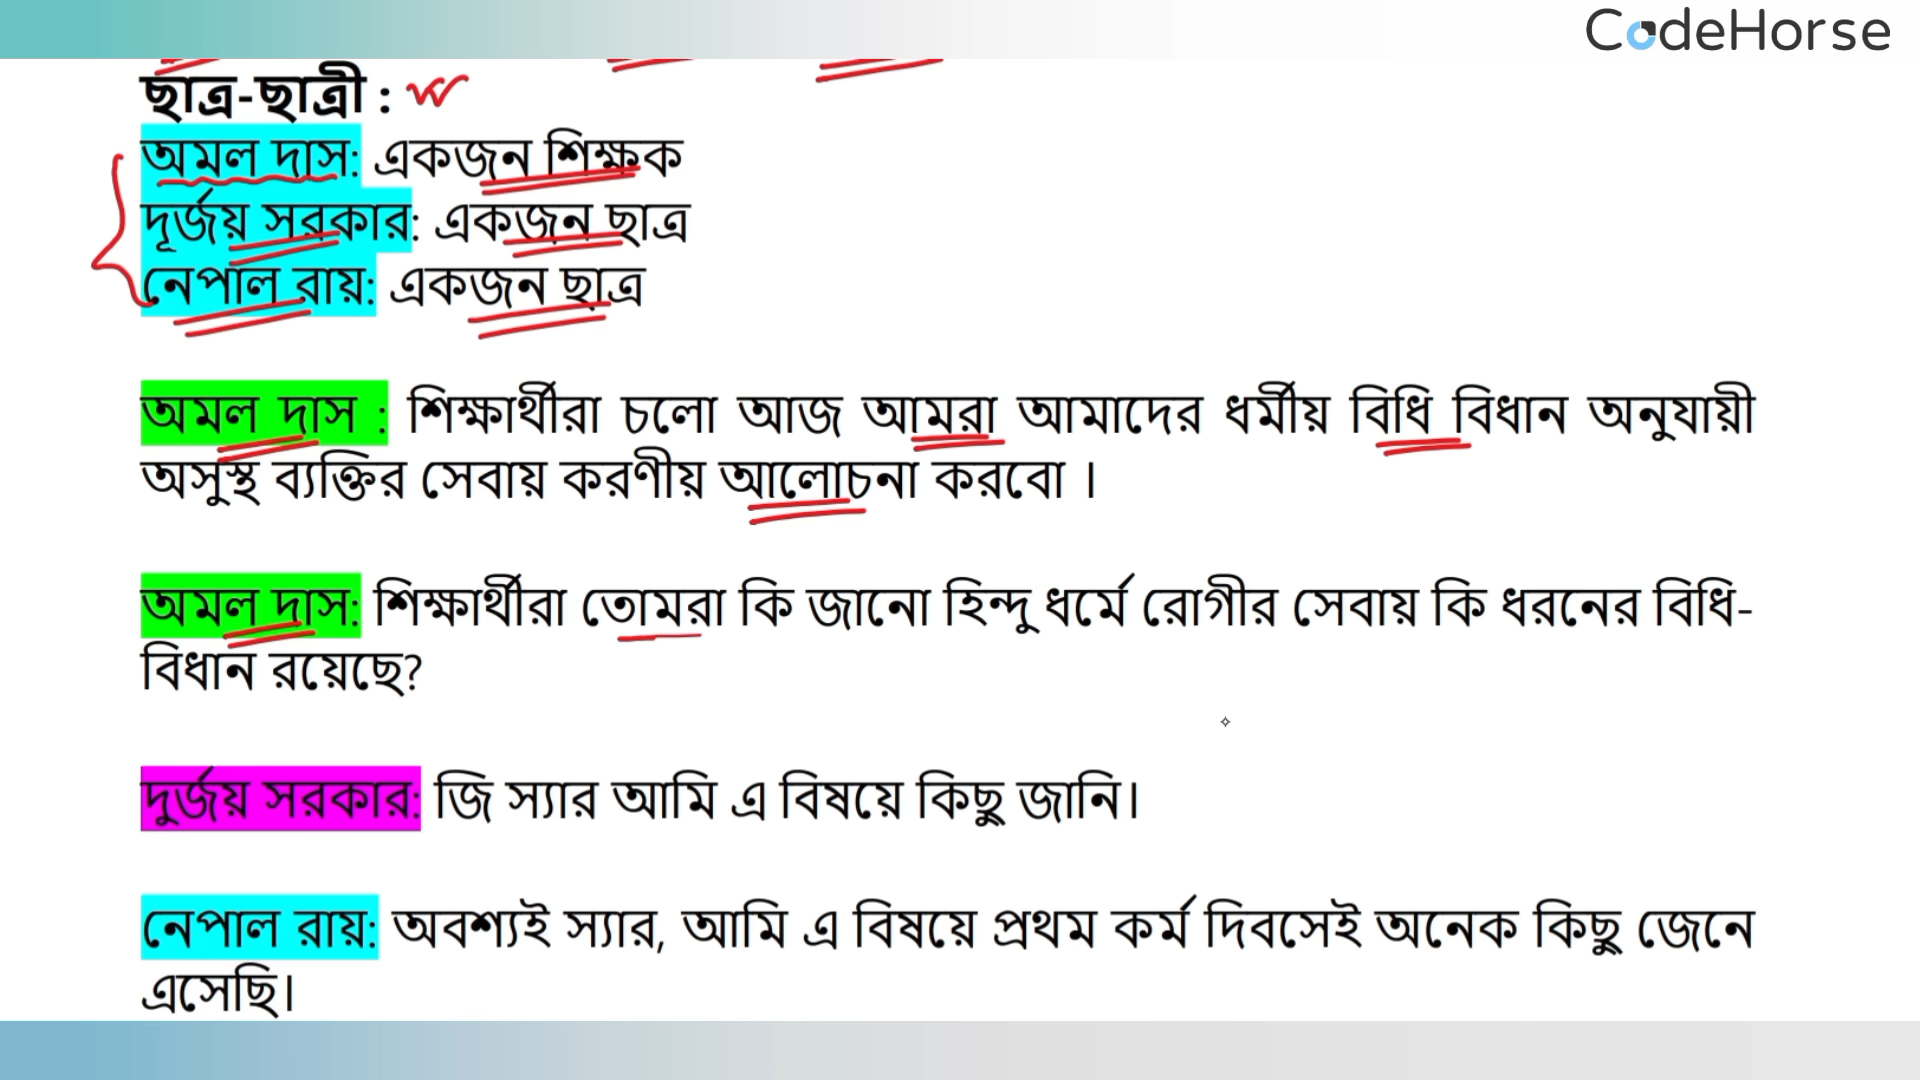 CodeHorse
ছাত্র-ছাত্রী :
অমল দাস: একজন শিক্ষক
দূর্জয় সরকার: একজন ছাত্র
নেপাল রায়: একজন ছাত্র
অমল দাস : শিক্ষার্থীরা চলো আজ আমরা আমাদের ধর্মীয় বিধি বিধান অনুযায়ী
অসুস্থ ব্যক্তির সেবায় করণীয় আলোচনা করবো ।
অমল দাস: শিক্ষার্থীরা তোমরা কি জানো হিন্দু ধর্মে রোগীর সেবায় কি ধরনের বিধি-
বিধান রয়েছে?
দুর্জয় সরকার: জি স্যার আমি এ বিষয়ে কিছু জানি।
নেপাল রায়: অবশ্যই স্যার, আমি এ বিষয়ে প্রথম কর্ম দিবসেই অনেক কিছু জেনে
এসেছি।